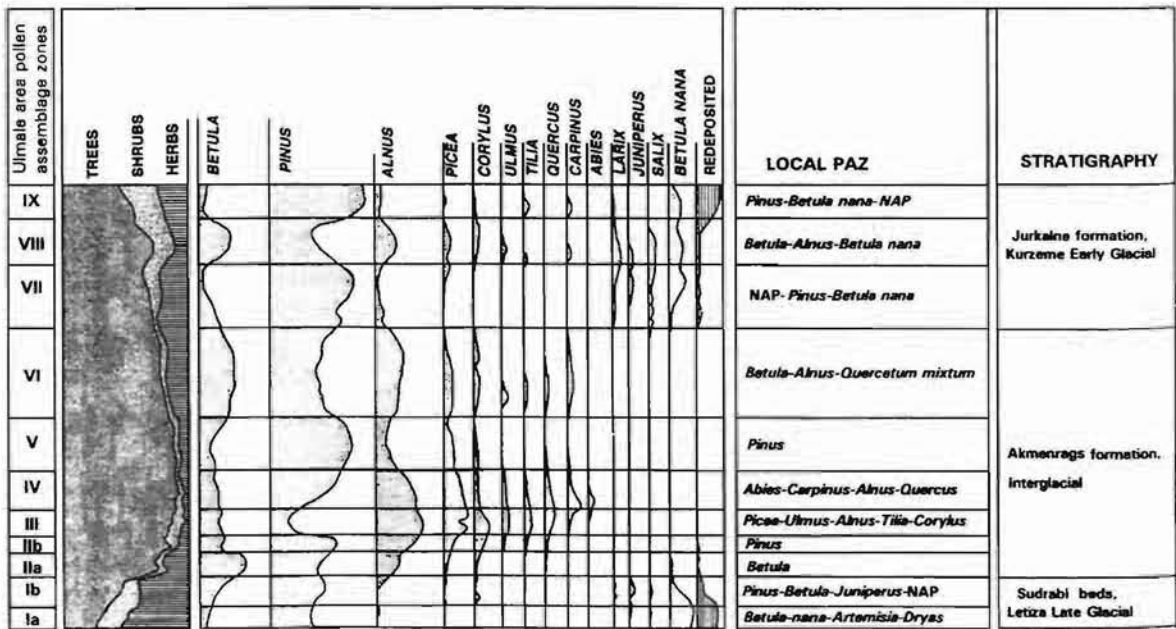 Ulmale area pollen
assemblage zones
TREES
SHRUBS
HERBS
BETULA
PINUS
ALNUS
PICEA
CORYLUS
ULMUS
TILIA
QUERCUS
CARPINUS
ABIES
LARIX
JUNIPERUS
SALIX
BETULA NANA
REDEPOSITED
LOCAL PAZ
STRATIGRAPHY
IX
Pinus-Betula nana-NAP
VIII
Betula-Alnus-Betula nana
Jurkalne formation,
Kurzeme Early Glacial
VII
NAP-Pinus-Betula nana
VI
Betula-Alnus-Quercetum mixtum
V
Pinus
Akmenrags formation,
Interglacial
IV
Abies-Carpinus-Alnus-Quercus
III
Picea-Ulmus-Alnus-Tilia-Corylus
IIb
Pinus
IIa
Betula
Ib
Pinus-Betula-Juniperus-NAP
Sudrabi beds,
Letiza Late Glacial
Ia
Betula-nana-Artemisia-Dryas